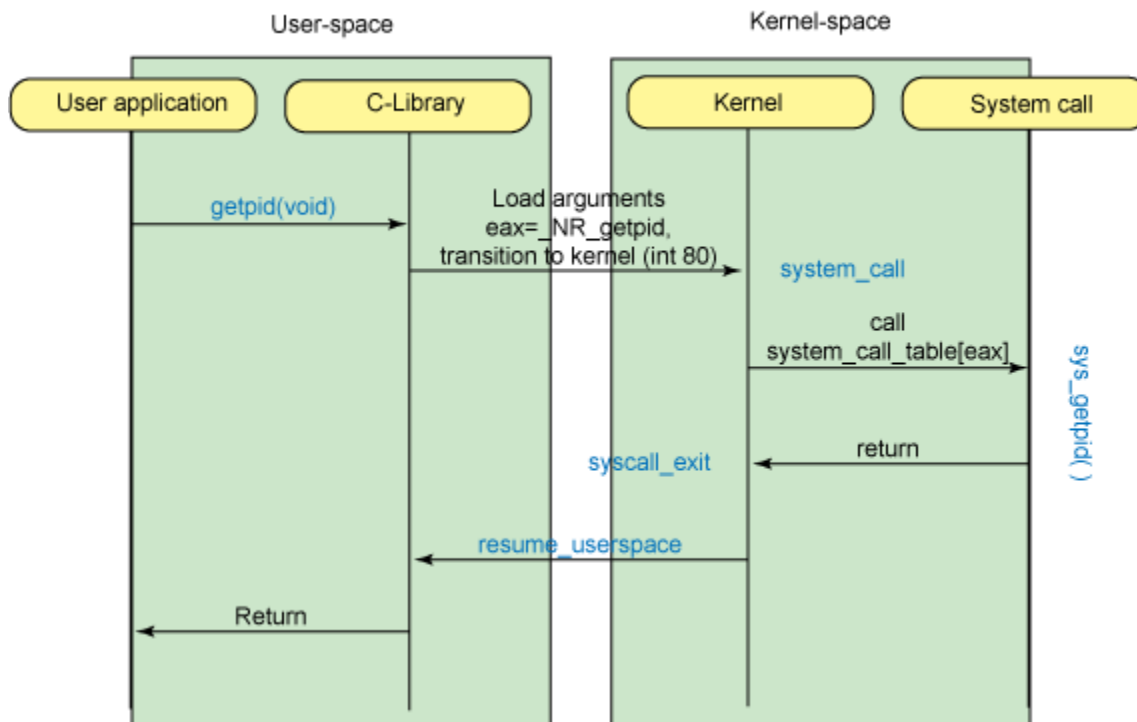 User-space
Kernel-space
User application
C-Library
Kernel
System call
getpid(void)
Load arguments
eax=_NR_getpid,
transition to kernel (int 80)
system_call
call
system_call_table[eax]
sys_getpid( )
return
syscall_exit
resume_userspace
Return